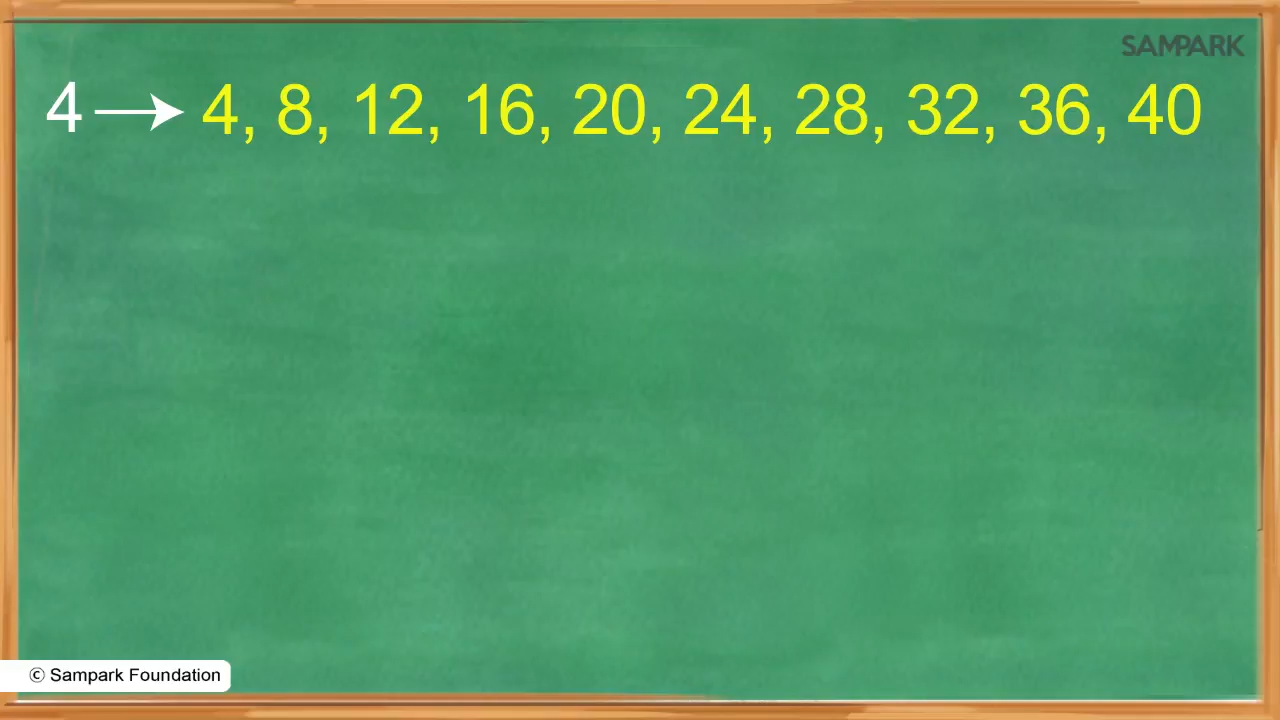 SAMPARK
4 → 4, 8, 12, 16, 20, 24, 28, 32, 36, 40
© Sampark Foundation